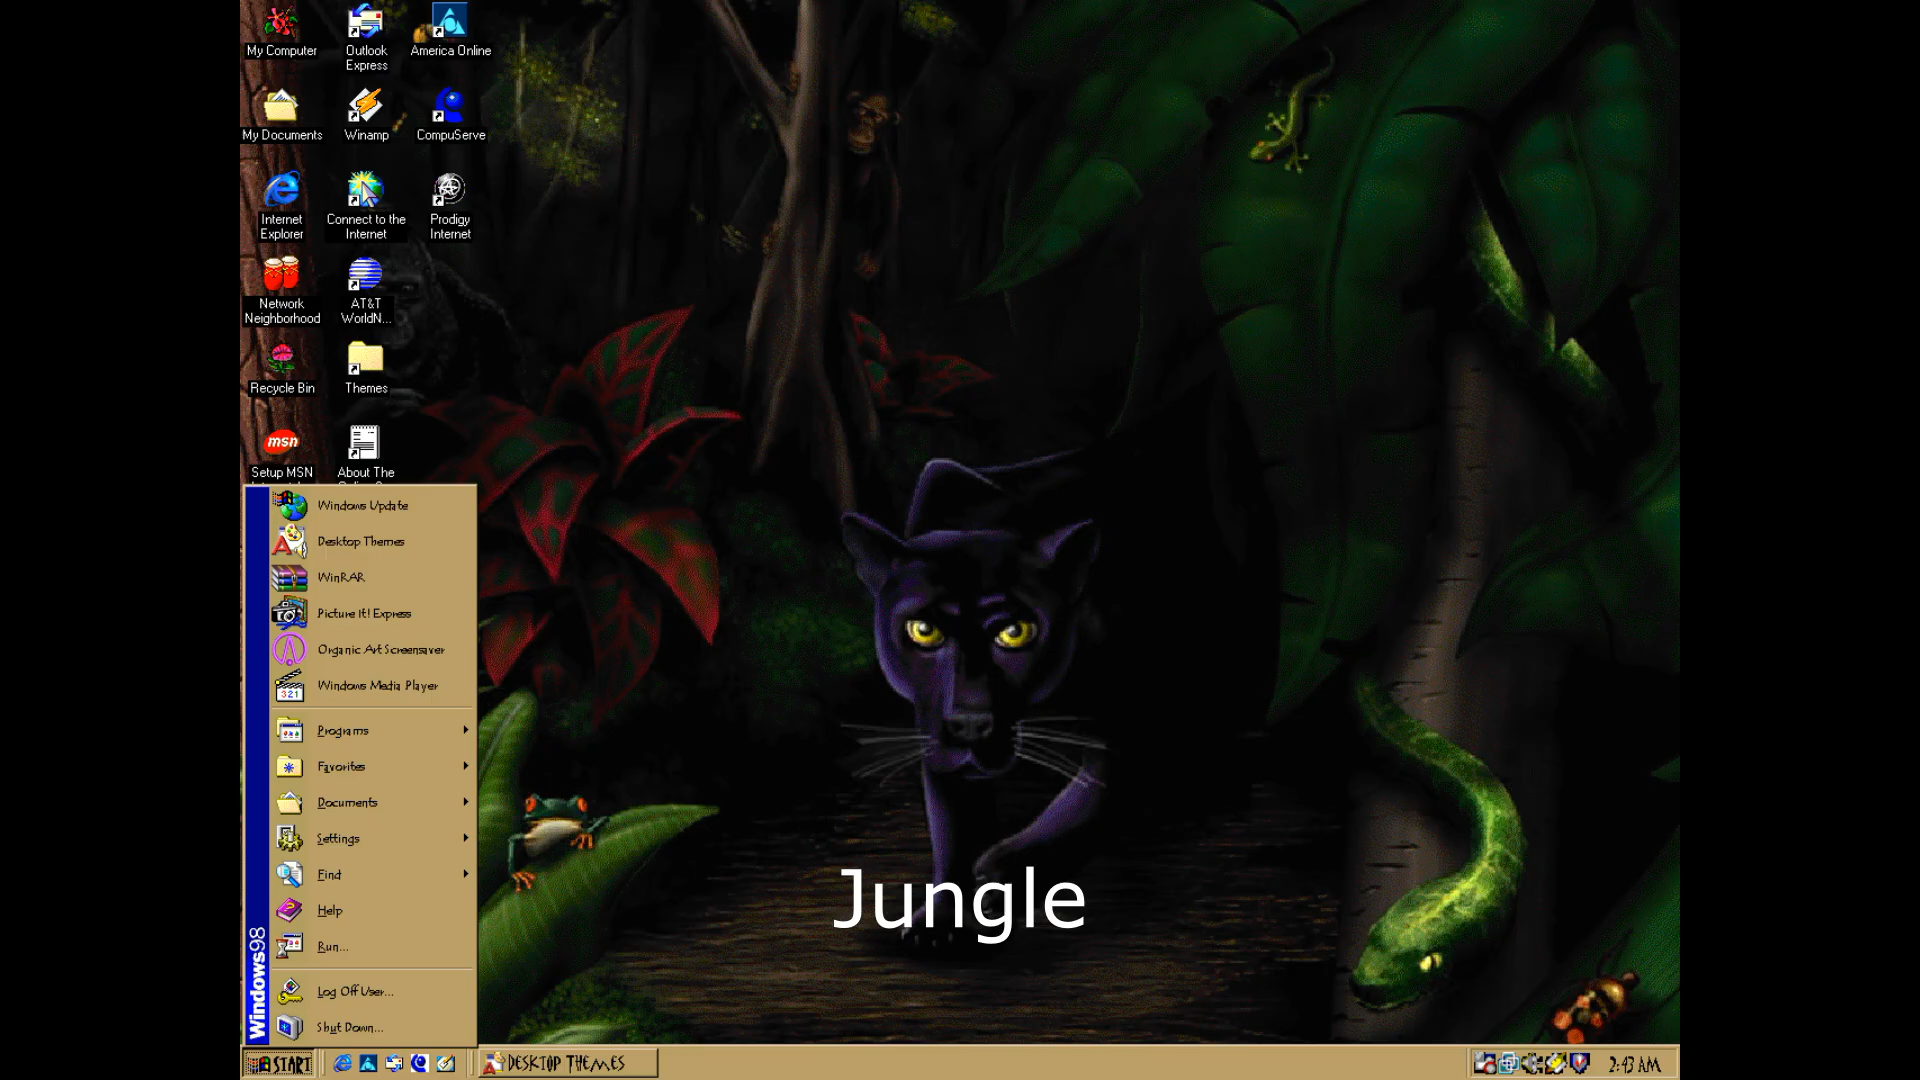 My Computer
Outlook
Express
America Online
My Documents
Winamp
CompuServe
Internet
Explorer
Connect to the
Internet
Prodigy
Internet
Network
Neighborhood
AT&T
WorldN...
Recycle Bin
Themes
msn
Setup MSN
About The
Windows Update
Desktop Themes
WinRAR
Picture It! Express
Organic Art Screensaver
321
Windows Media Player
Programs
Favorites
Documents
Settings
Find
Help
Run...
Log Off User...
Shut Down...
Windows98
Jungle
START
DESKTOP THEMES
2:43 AM